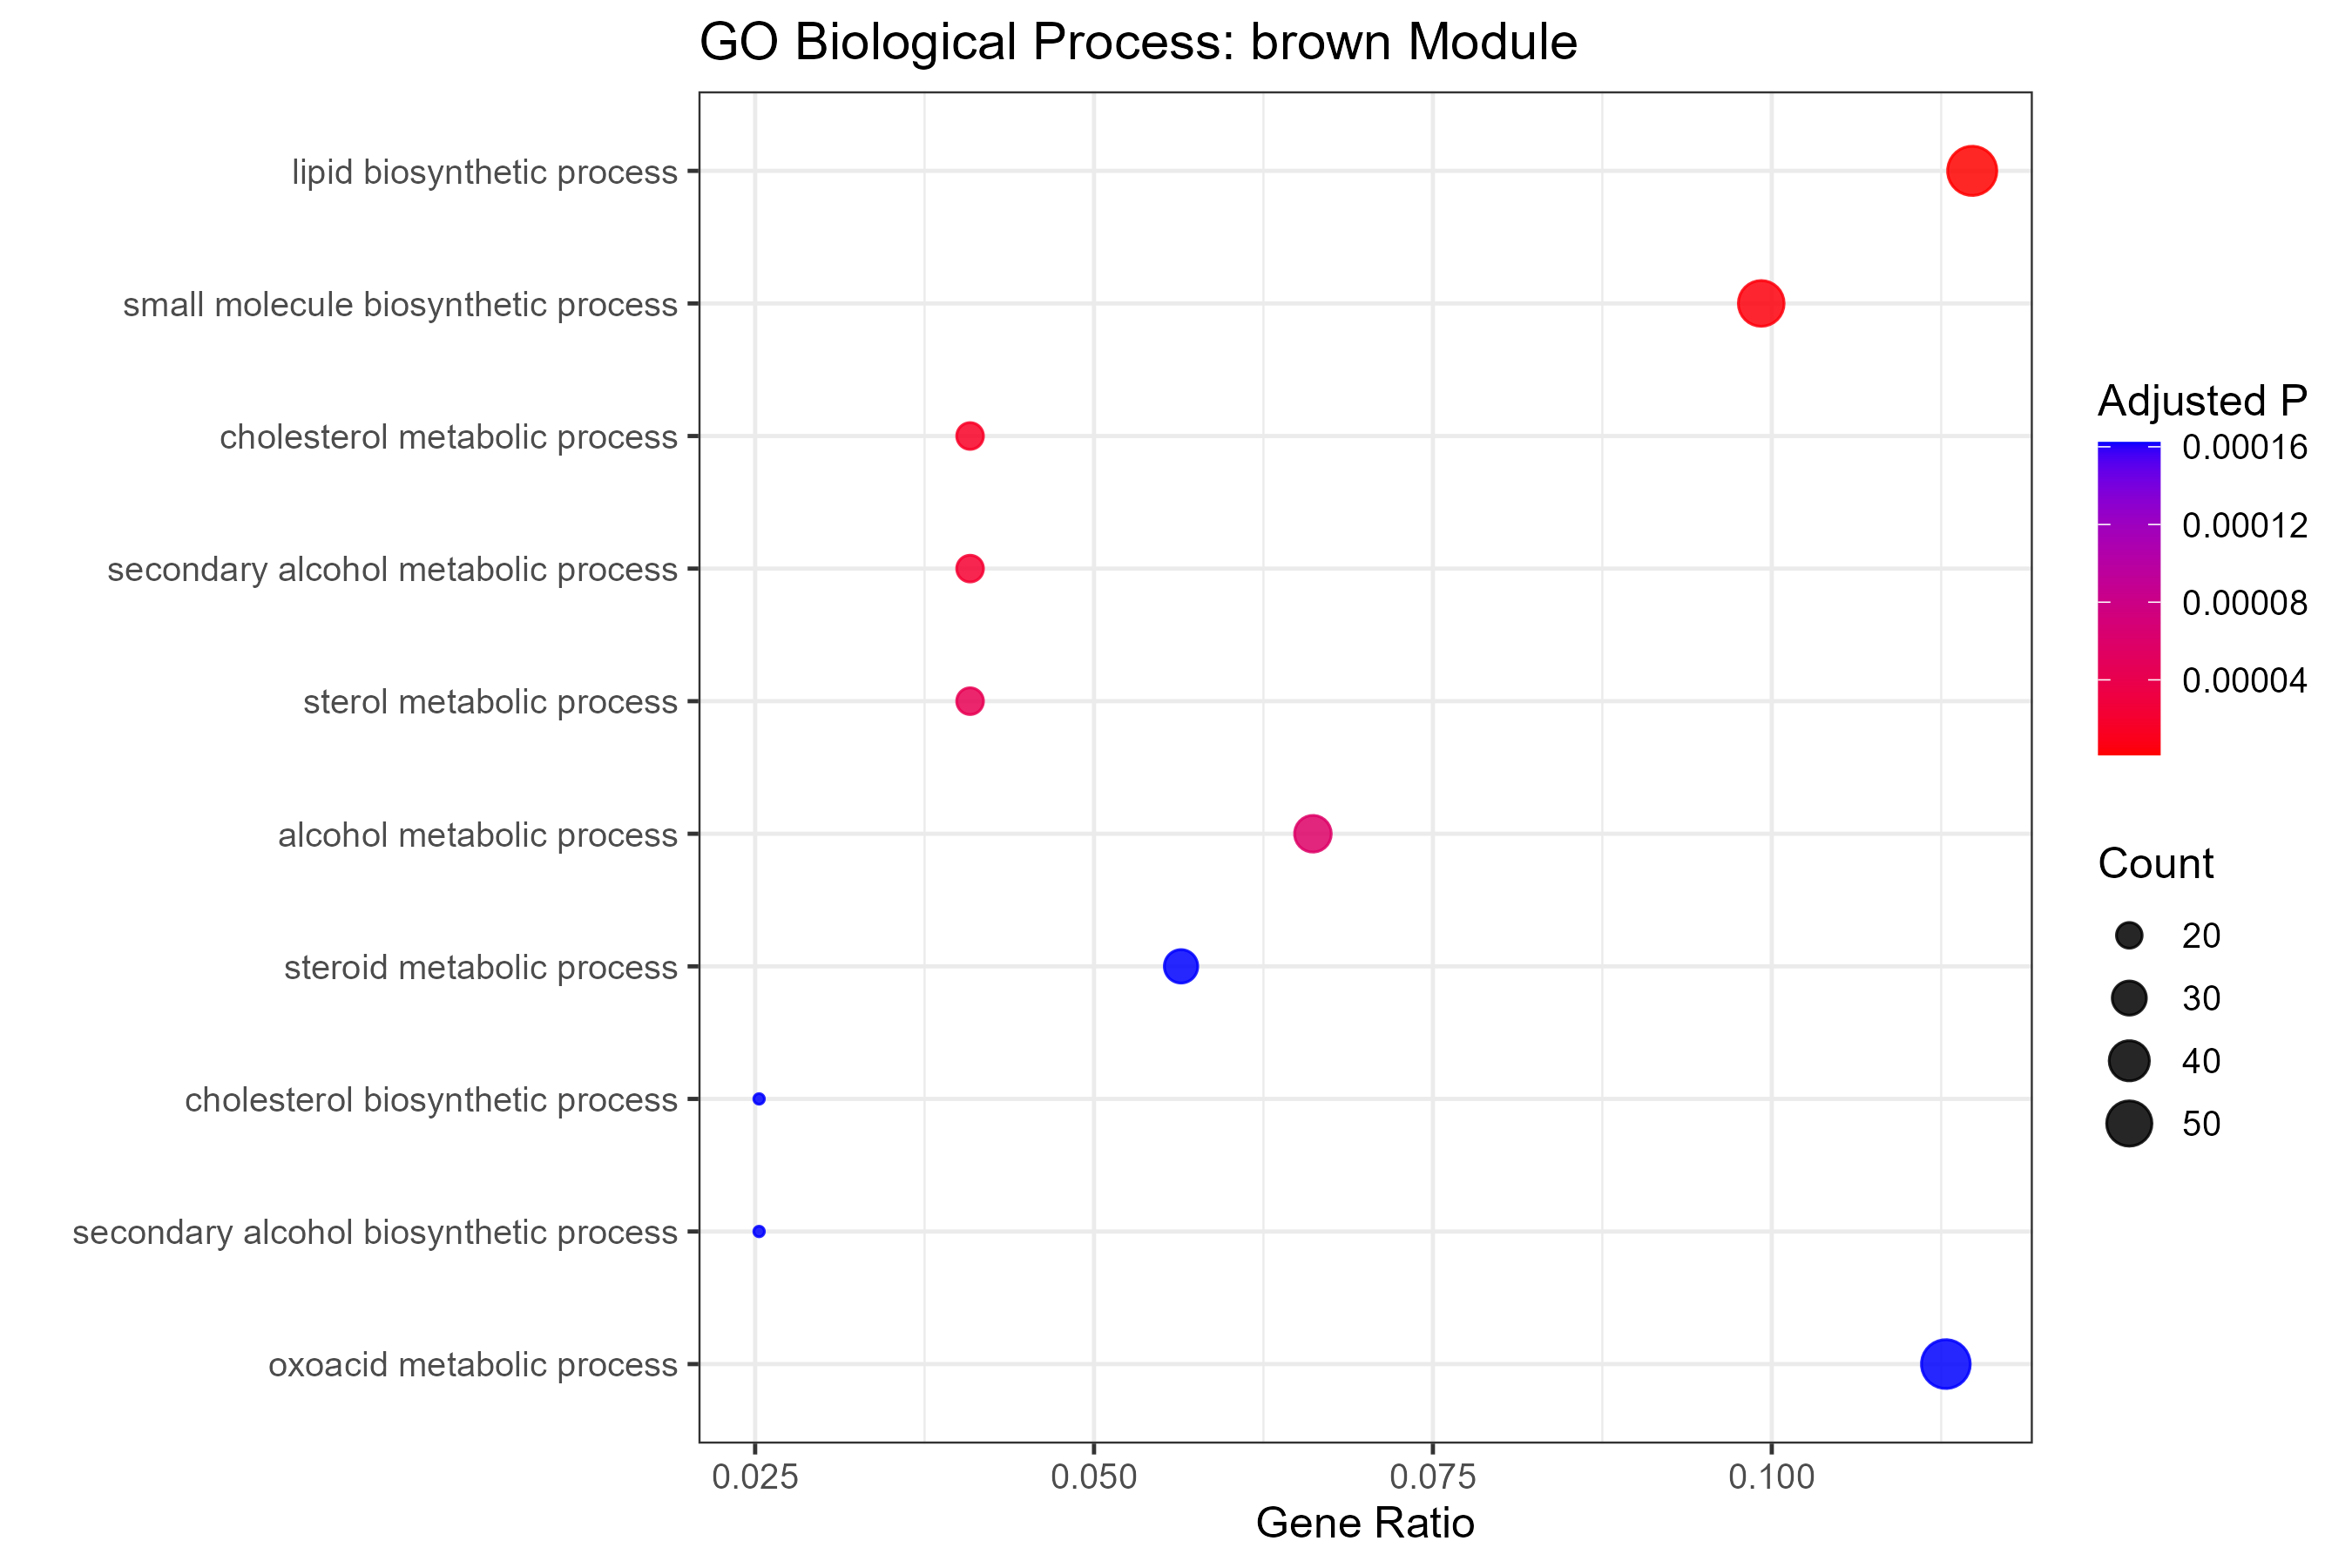 GO Biological Process: brown Module
lipid biosynthetic process
small molecule biosynthetic process
cholesterol metabolic process
secondary alcohol metabolic process
sterol metabolic process
alcohol metabolic process
steroid metabolic process
cholesterol biosynthetic process
secondary alcohol biosynthetic process
oxoacid metabolic process
0.025 0.050 0.075 0.100
Gene Ratio
Adjusted P
0.00016
0.00012
0.00008
0.00004
Count
20
30
40
50